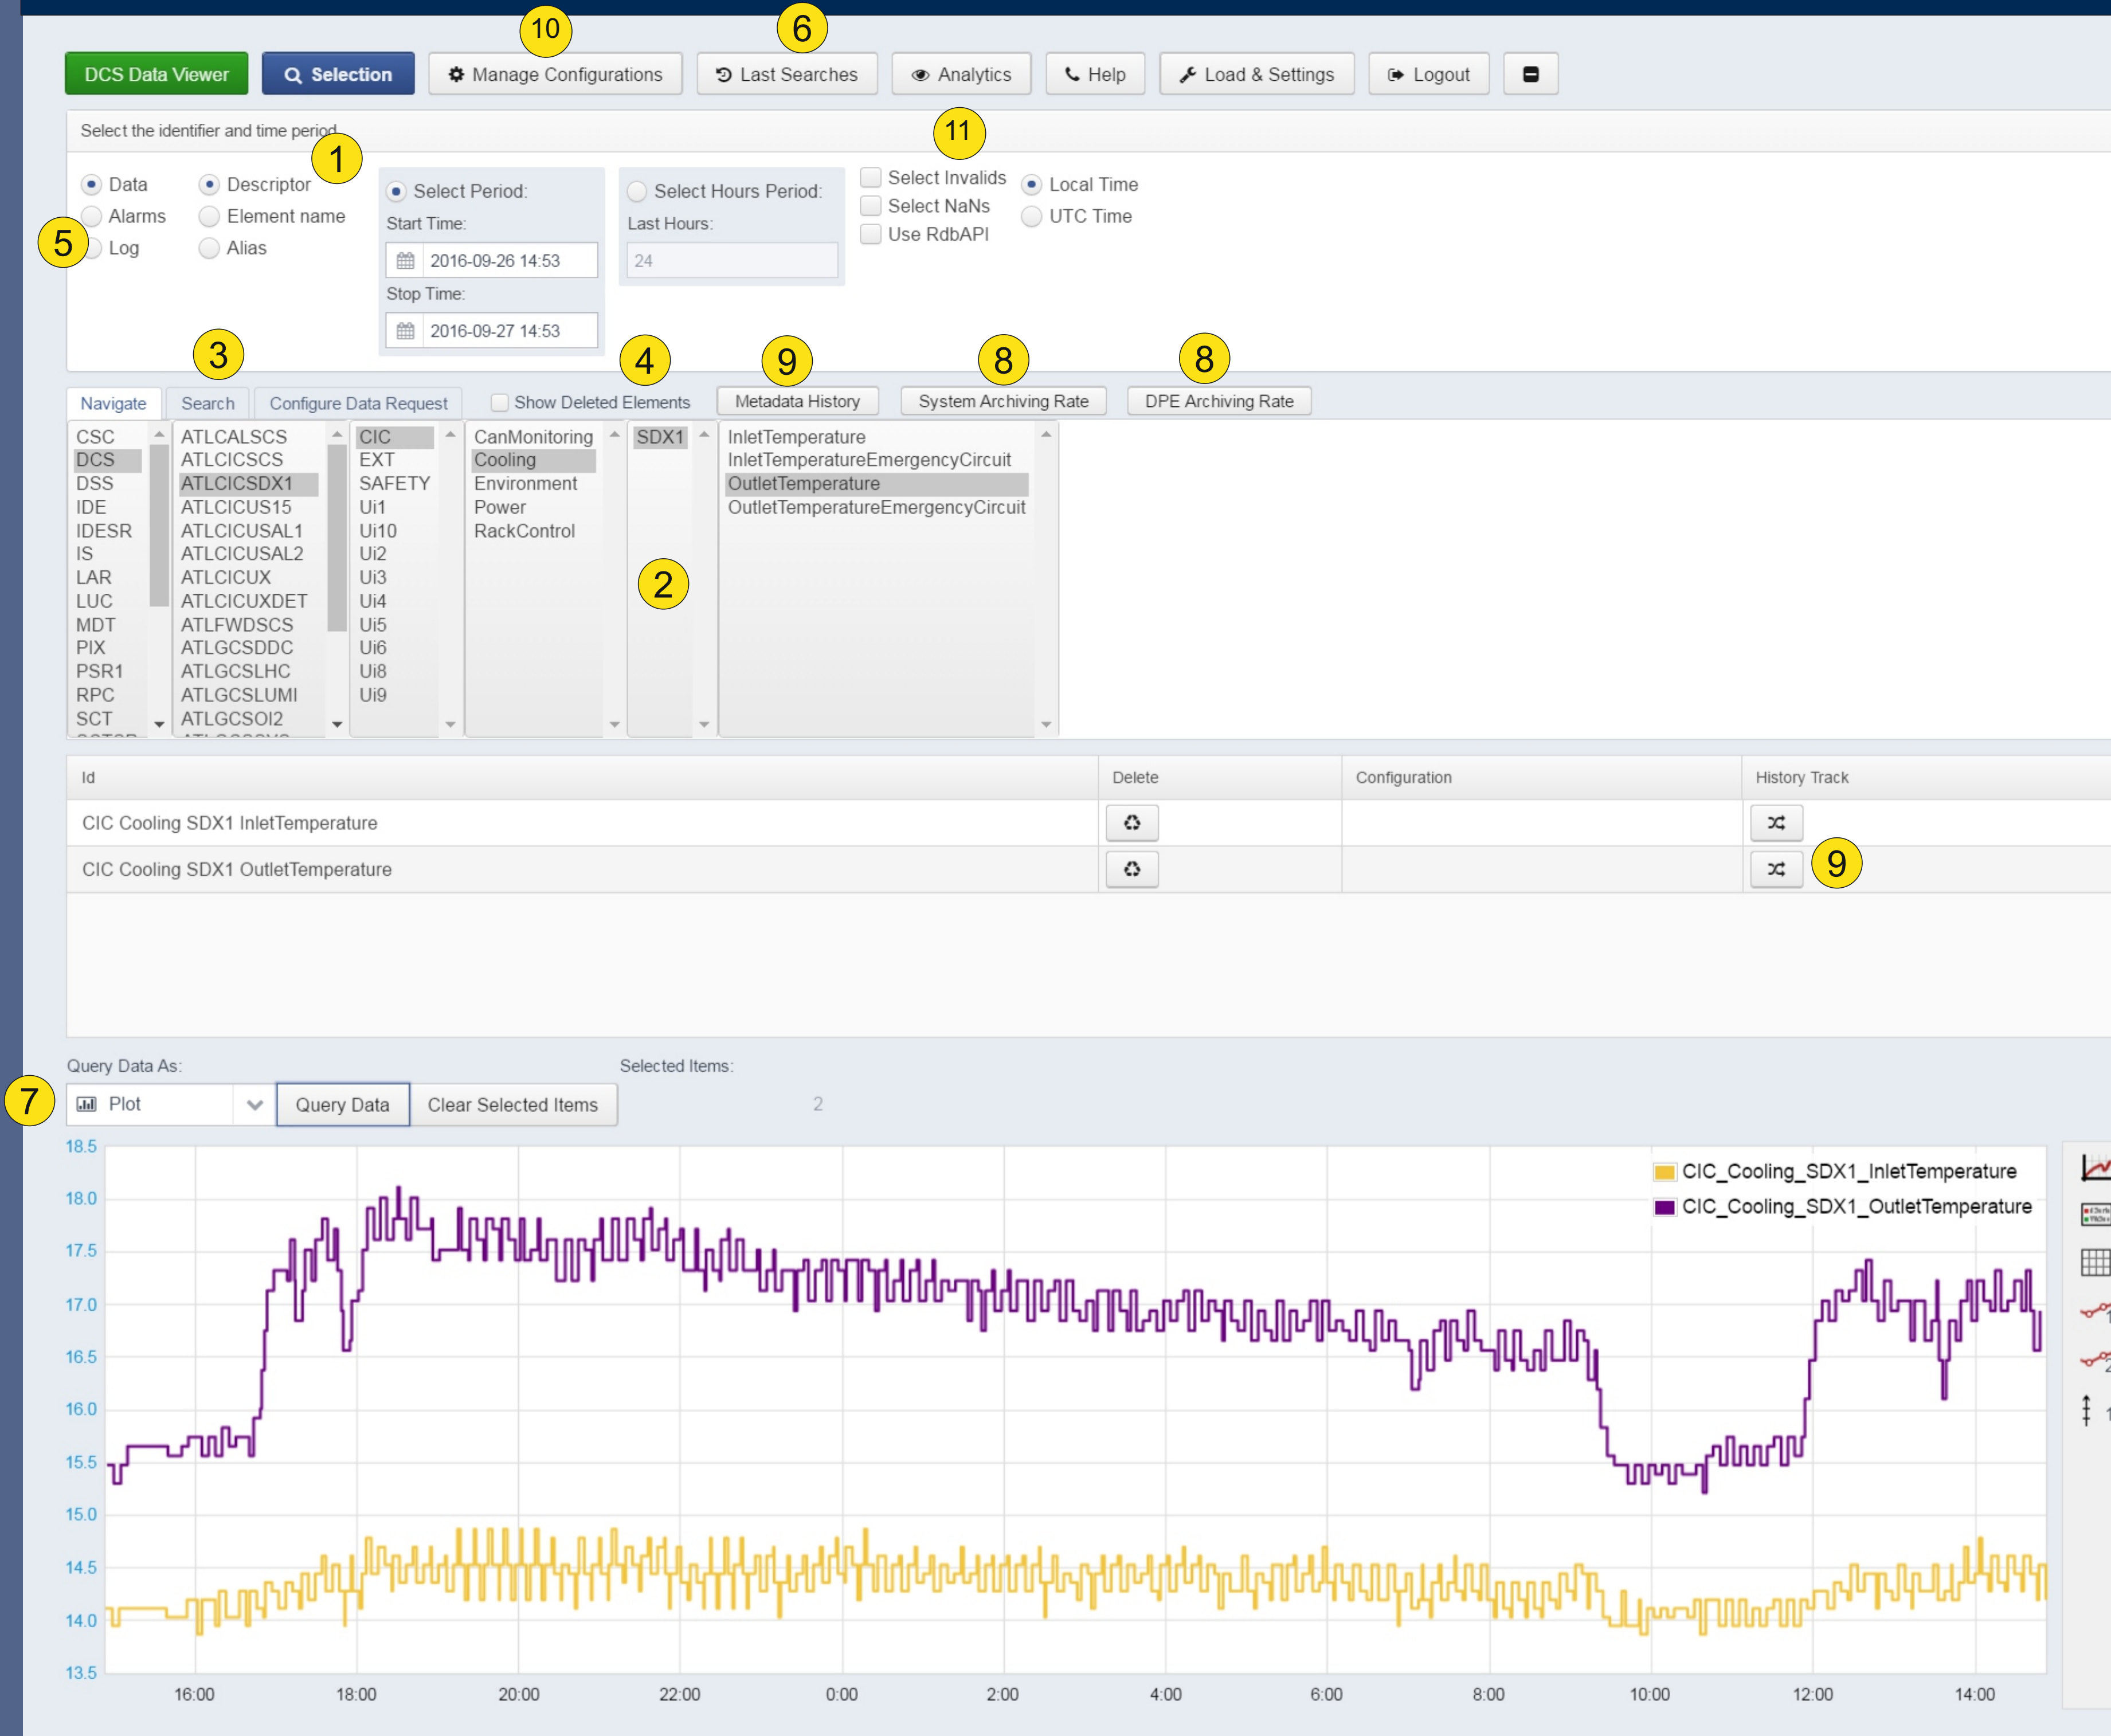 10
6
DCS Data Viewer Selection Manage Configurations Last Searches Analytics Help Load & Settings Logout
Select the identifier and time period
1
11
Data Descriptor Select Period: Select Hours Period: Select Invalids Local Time
Alarms Element name Start Time: Last Hours: Select NaNs UTC Time
5 Log Alias 2016-09-26 14:53 24 Use RdbAPI
Stop Time:
2016-09-27 14:53
3 4 9 8 8
Navigate Search Configure Data Request Show Deleted Elements Metadata History System Archiving Rate DPE Archiving Rate
CSC ATLCALSCS CIC CanMonitoring SDX1 InletTemperature
DCS ATLCICSCS EXT Cooling InletTemperatureEmergencyCircuit
DSS ATLCICSDX1 SAFETY Environment OutletTemperature
IDE ATLCICUS15 Ui1 Power OutletTemperatureEmergencyCircuit
IDESR ATLCICUSAL1 Ui10 RackControl
IS ATLCICUSAL2 Ui2
LAR ATLCICUX Ui3 2
LUC ATLCICUXDET Ui4
MDT ATLFWDSCS Ui5
PIX ATLGCSDDC Ui6
PSR1 ATLGCSLHC Ui8
RPC ATLGCSLUMI Ui9
SCT ATLGCSOI2
Id Delete Configuration History Track
CIC Cooling SDX1 InletTemperature
CIC Cooling SDX1 OutletTemperature 9
Query Data As: Selected Items:
7 Plot Query Data Clear Selected Items 2
18.5
CIC_Cooling_SDX1_InletTemperature
18.0
CIC_Cooling_SDX1_OutletTemperature
17.5
17.0
16.5
16.0
15.5
15.0
14.5
14.0
13.5
16:00 18:00 20:00 22:00 0:00 2:00 4:00 6:00 8:00 10:00 12:00 14:00